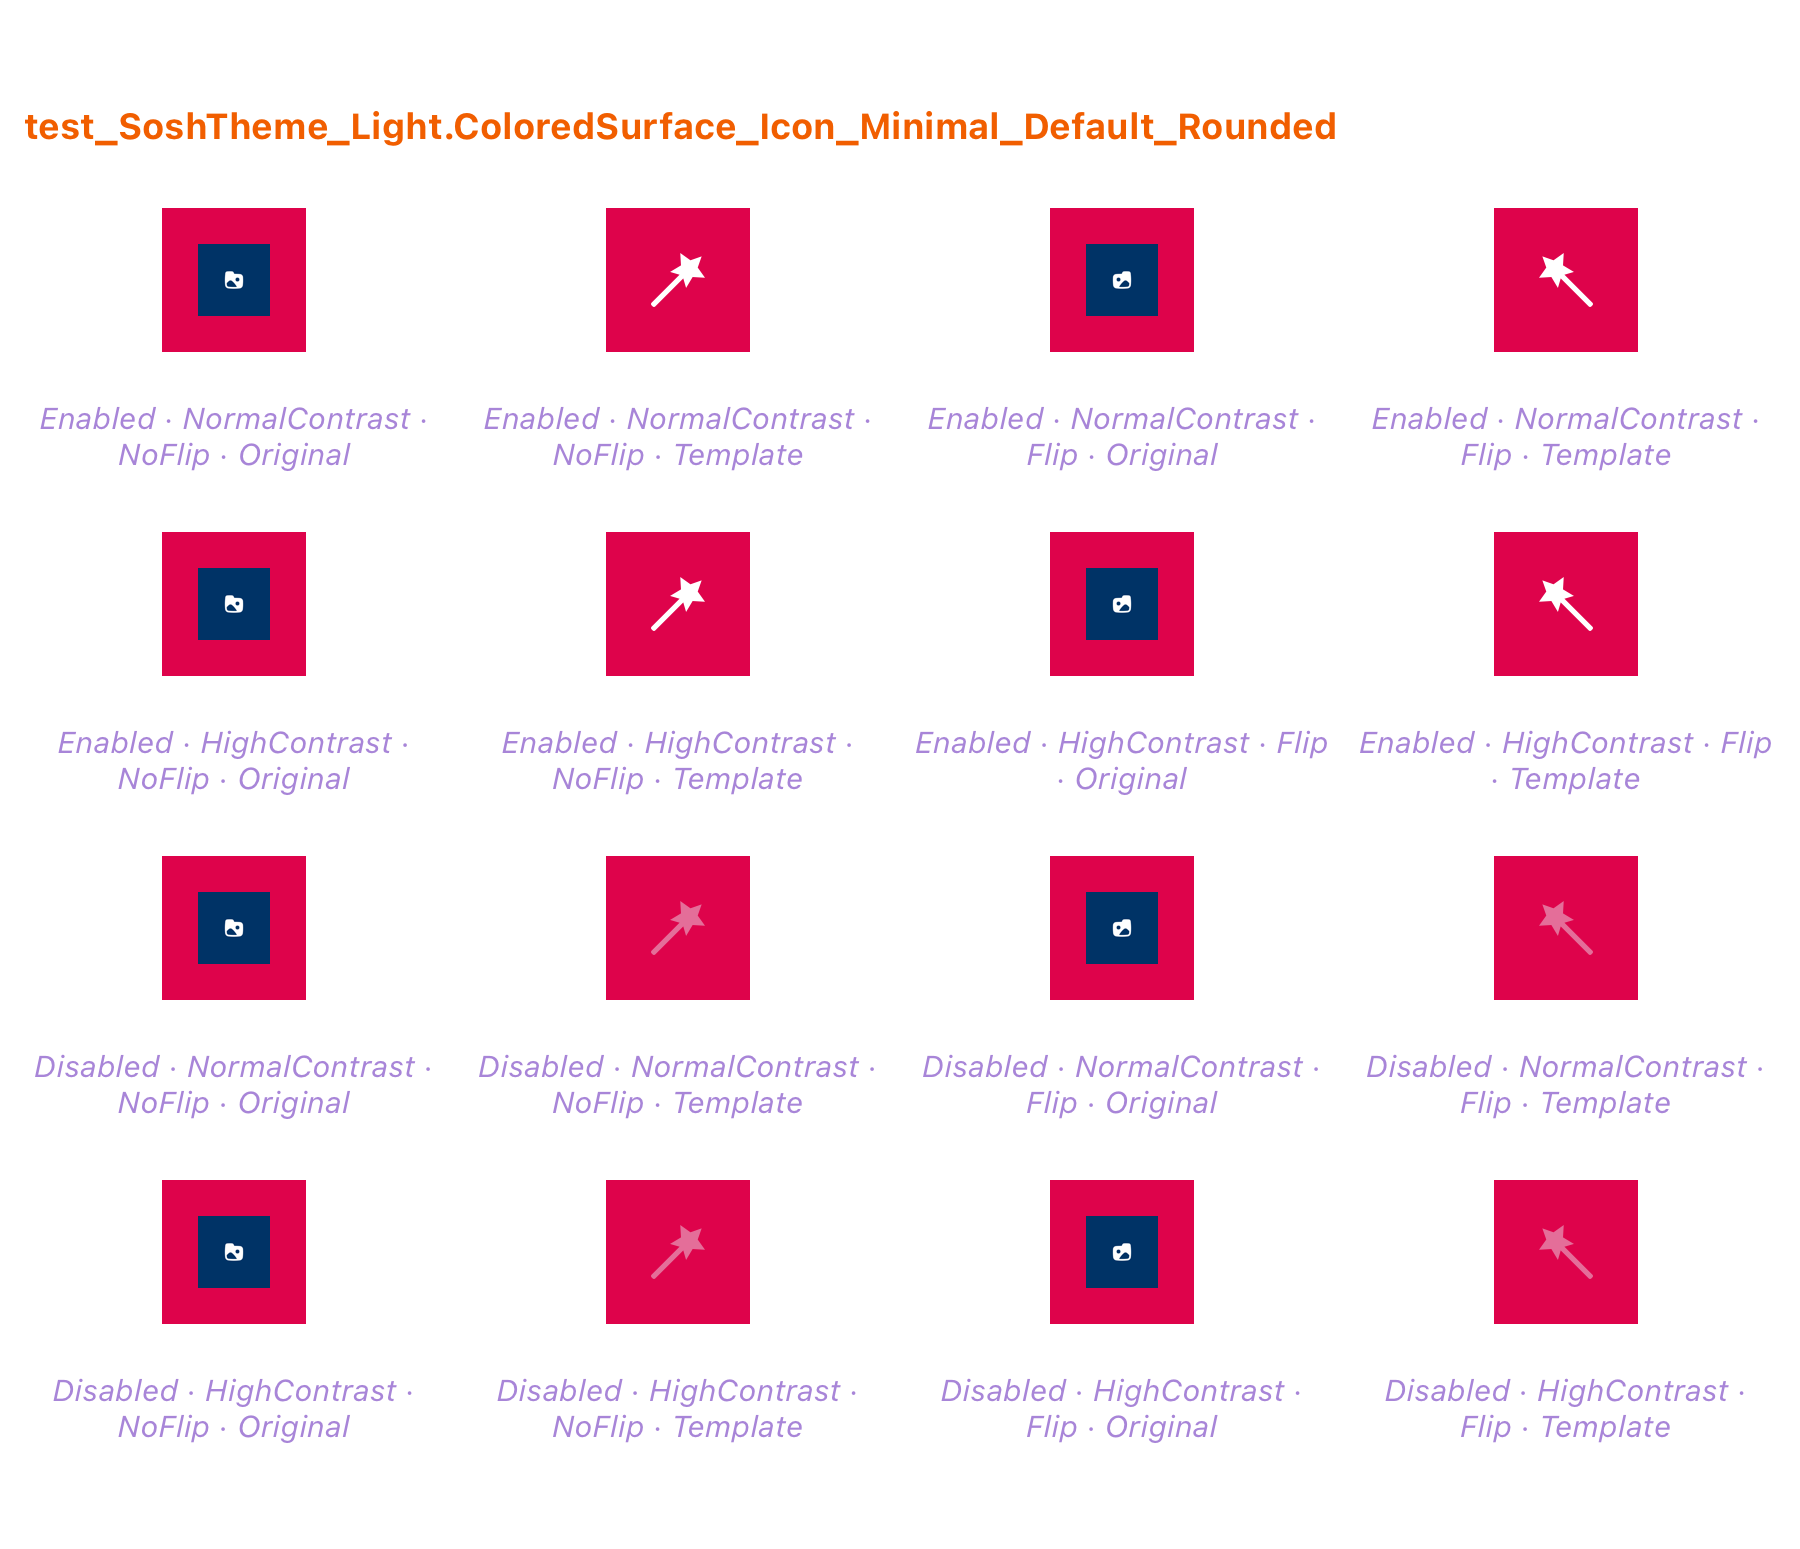 test_SoshTheme_Light.ColoredSurface_Icon_Minimal_Default_Rounded
Enabled · NormalContrast ·
NoFlip · Original
Enabled · NormalContrast ·
NoFlip · Template
Enabled · NormalContrast ·
Flip · Original
Enabled · NormalContrast ·
Flip · Template
Enabled · HighContrast ·
NoFlip · Original
Enabled · HighContrast ·
NoFlip · Template
Enabled · HighContrast · Flip
· Original
Enabled · HighContrast · Flip
· Template
Disabled · NormalContrast ·
NoFlip · Original
Disabled · NormalContrast ·
NoFlip · Template
Disabled · NormalContrast ·
Flip · Original
Disabled · NormalContrast ·
Flip · Template
Disabled · HighContrast ·
NoFlip · Original
Disabled · HighContrast ·
NoFlip · Template
Disabled · HighContrast ·
Flip · Original
Disabled · HighContrast ·
Flip · Template